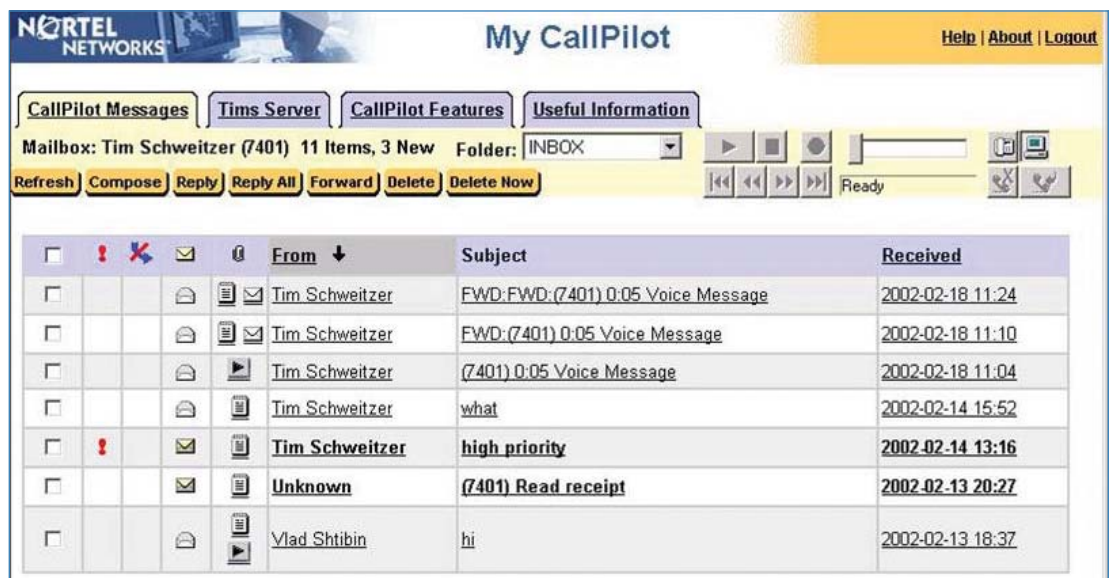 NORTEL
NETWORKS
My CallPilot
Help | About | Logout
CallPilot Messages Tims Server CallPilot Features Useful Information
Mailbox: Tim Schweitzer (7401) 11 Items, 3 New Folder: INBOX
Refresh Compose Reply Reply All Forward Delete Delete Now Ready
From Subject Received
Tim Schweitzer FWD:FWD:(7401) 0:05 Voice Message 2002-02-18 11:24
Tim Schweitzer FWD:(7401) 0:05 Voice Message 2002-02-18 11:10
Tim Schweitzer (7401) 0:05 Voice Message 2002-02-18 11:04
Tim Schweitzer what 2002-02-14 15:52
Tim Schweitzer high priority 2002-02-14 13:16
Unknown (7401) Read receipt 2002-02-13 20:27
Vlad Shtibin hi 2002-02-13 18:37